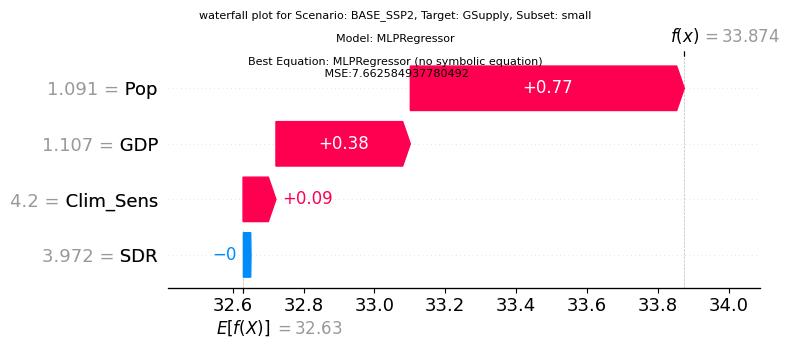 waterfall plot for Scenario: BASE_SSP2, Target: GSupply, Subset: small
Model: MLPRegressor
Best Equation: MLPRegressor (no symbolic equation)
MSE:7.662584937780492
f(x) = 33.874
1.091 = Pop
+0.77
1.107 = GDP
+0.38
4.2 = Clim_Sens
+0.09
3.972 = SDR
−0
32.6 32.8 33.0 33.2 33.4 33.6 33.8 34.0
E[f(X)] = 32.63